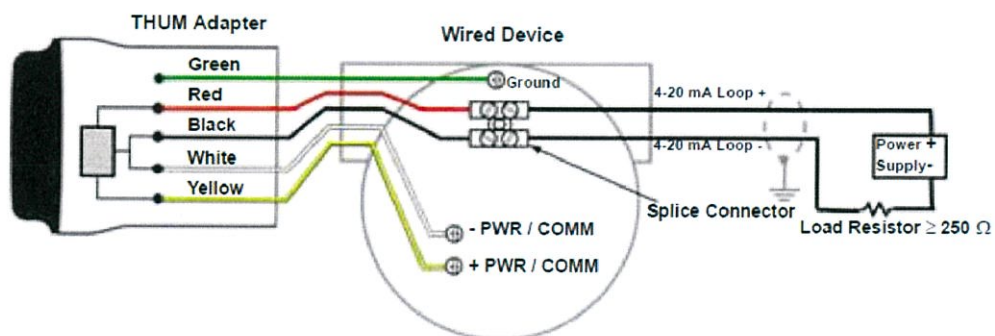 THUM Adapter
Wired Device
Green
Ground
Red
4-20 mA Loop +
Black
4-20 mA Loop -
Power +
Supply-
White
Yellow
Splice Connector
Load Resistor ≥ 250 Ω
- PWR / COMM
+ PWR / COMM